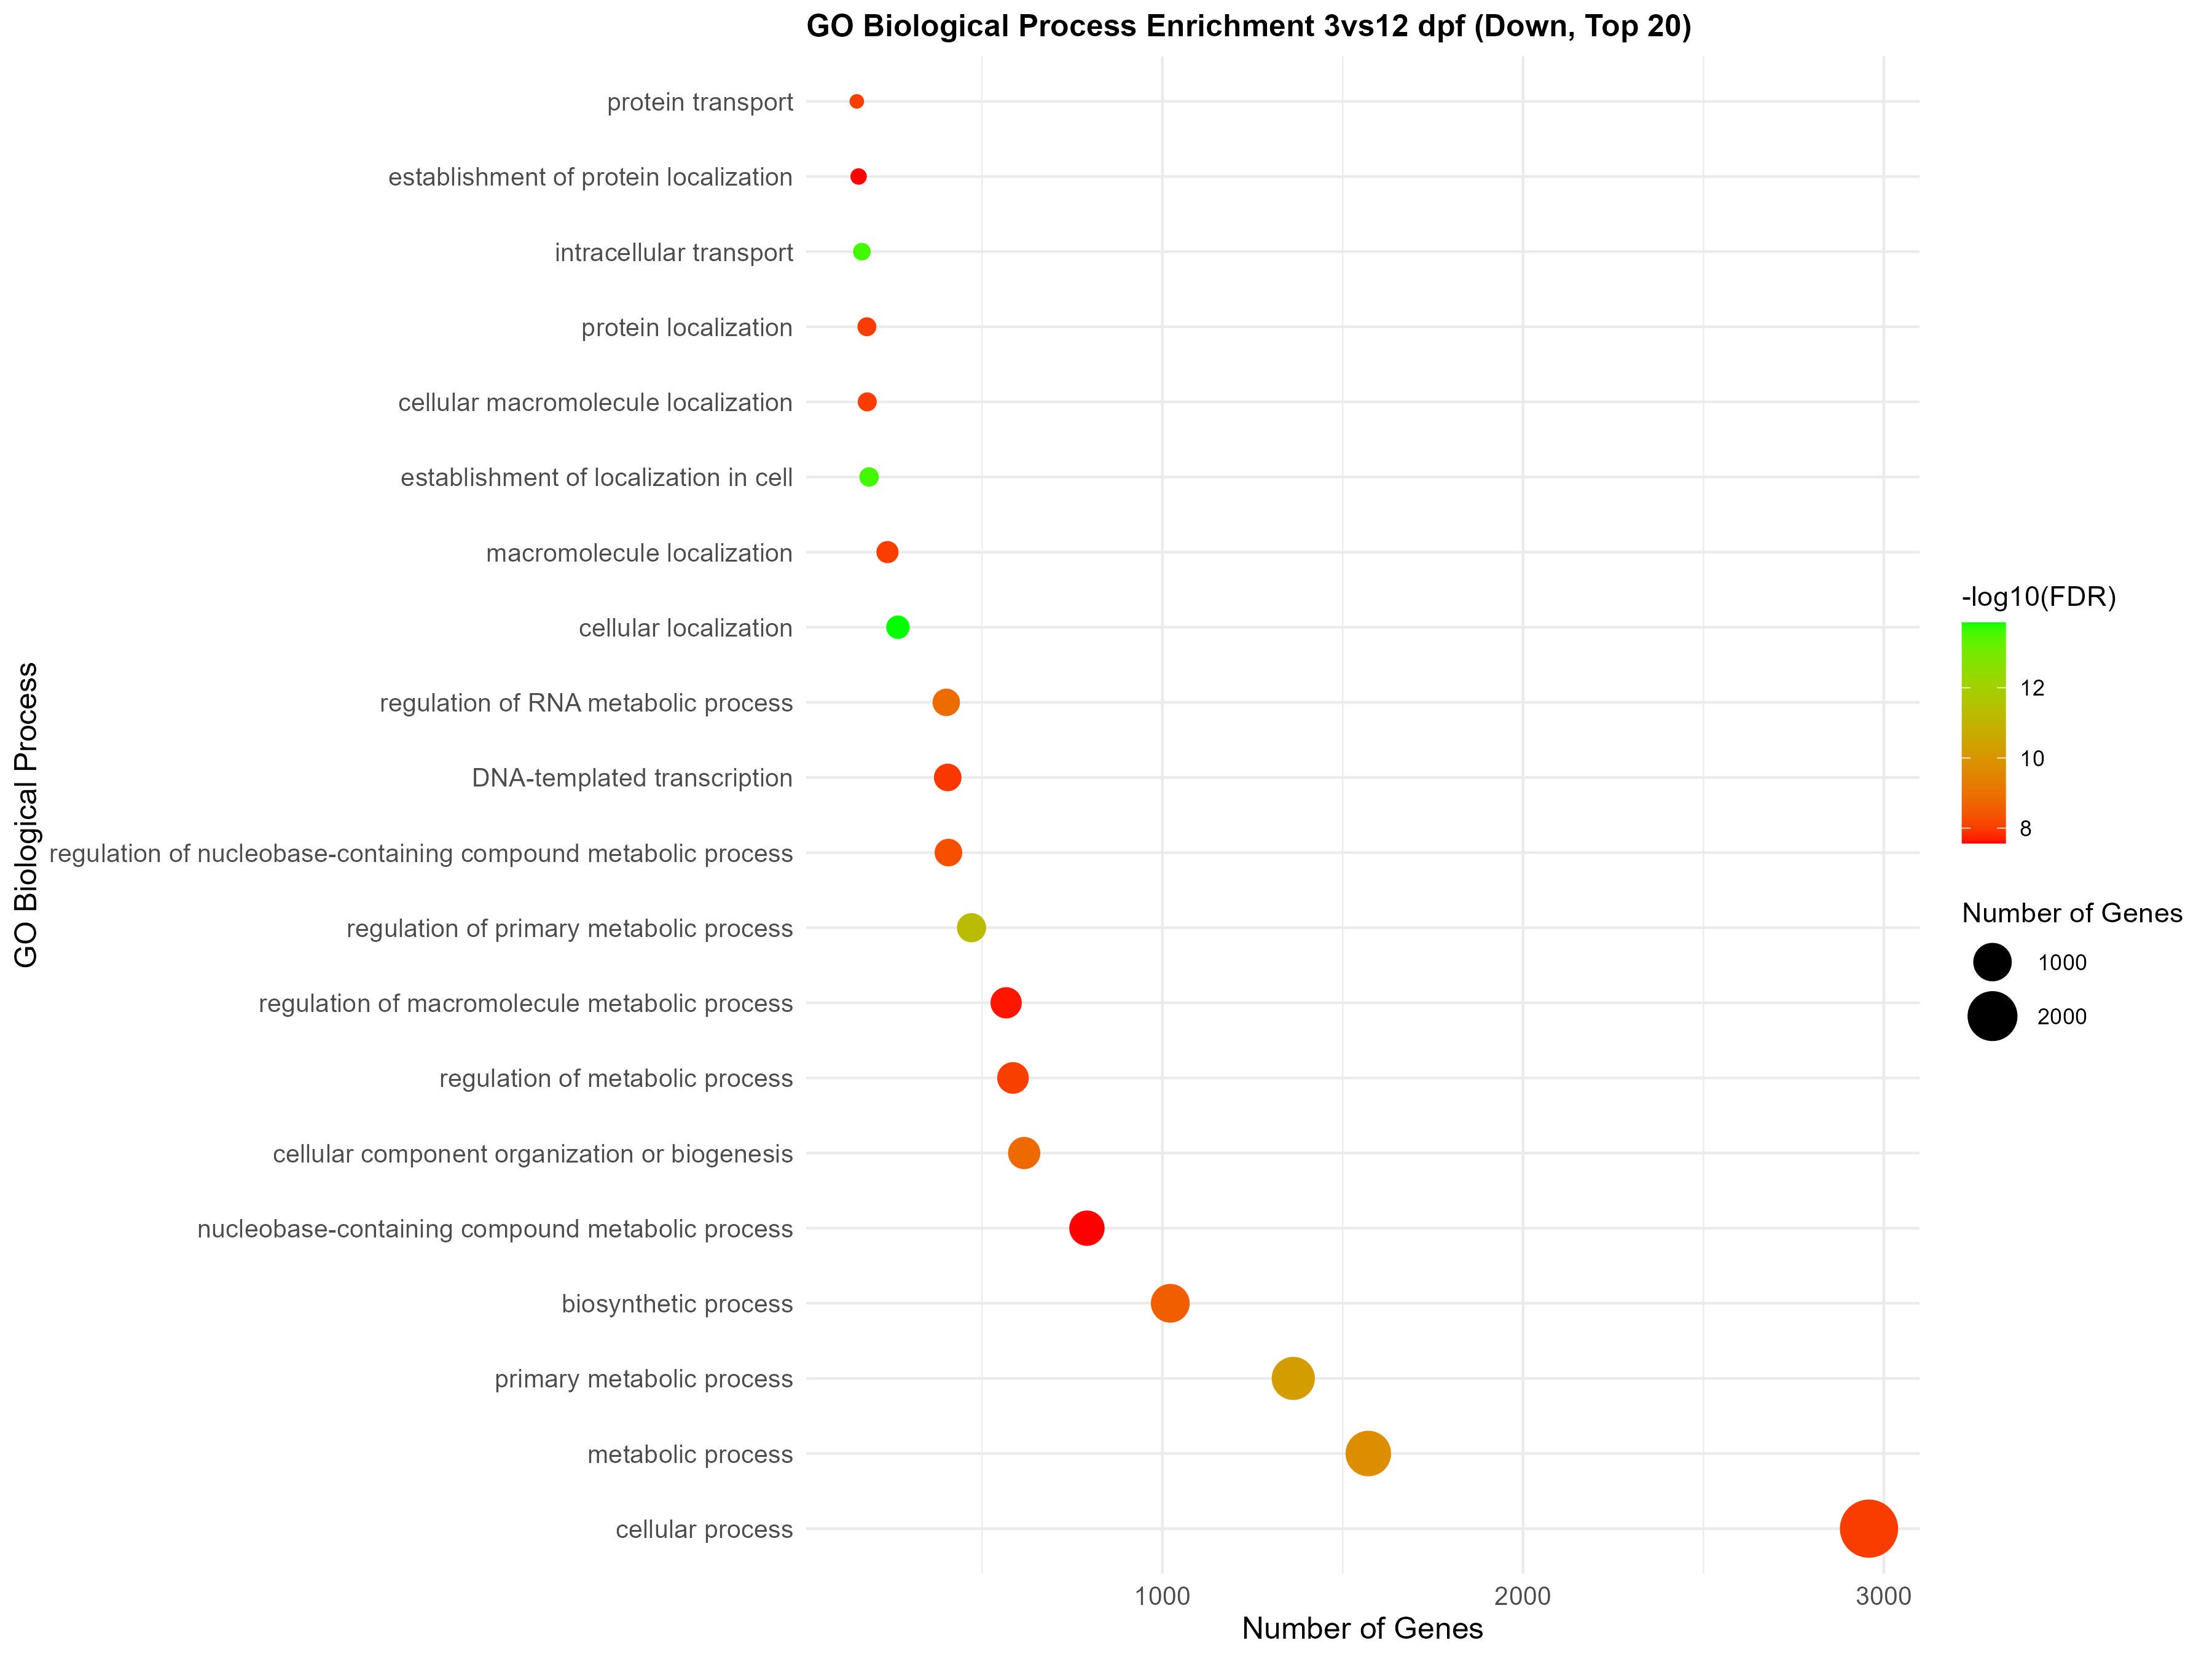 GO Biological Process Enrichment 3vs12 dpf (Down, Top 20)
GO Biological Process
protein transport
establishment of protein localization
intracellular transport
protein localization
cellular macromolecule localization
establishment of localization in cell
macromolecule localization
cellular localization
regulation of RNA metabolic process
DNA-templated transcription
regulation of nucleobase-containing compound metabolic process
regulation of primary metabolic process
regulation of macromolecule metabolic process
regulation of metabolic process
cellular component organization or biogenesis
nucleobase-containing compound metabolic process
biosynthetic process
primary metabolic process
metabolic process
cellular process
1000 2000 3000
Number of Genes
-log10(FDR)
12
10
8
Number of Genes
1000
2000